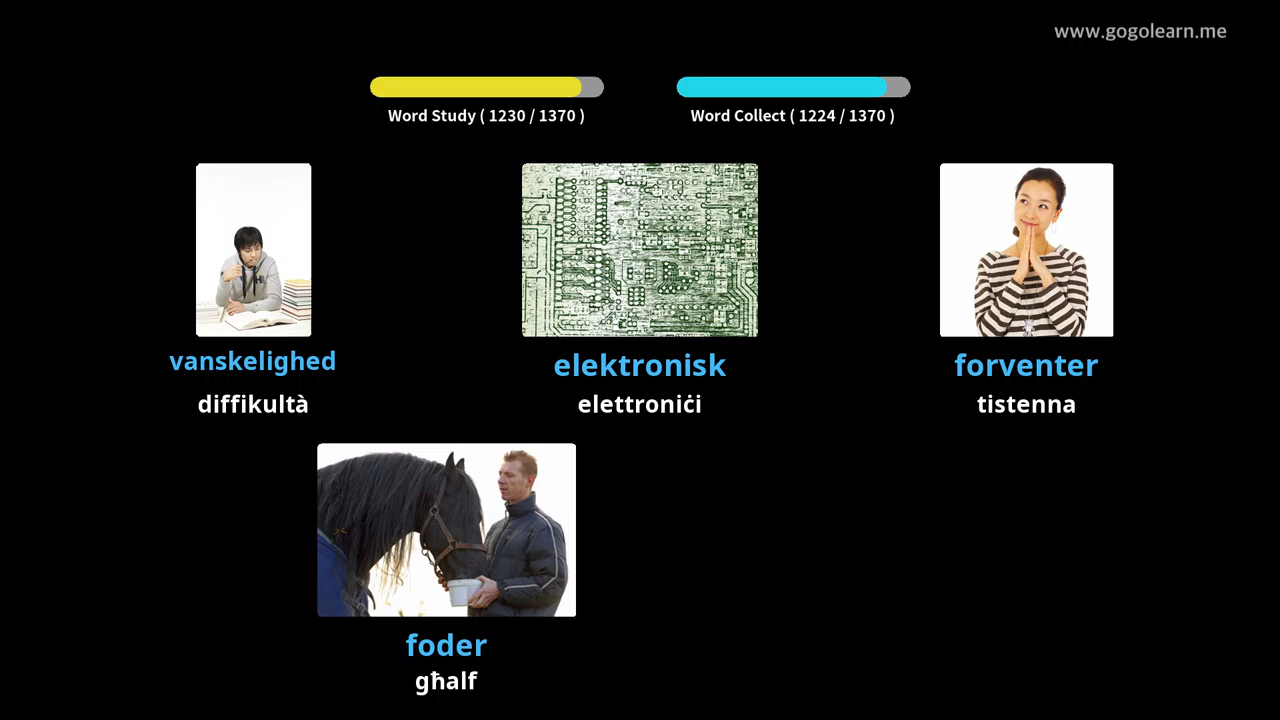 www.gogolearn.me
Word Study ( 1230 / 1370 )
Word Collect ( 1224 / 1370 )
vanskelighed
elektronisk
forventer
diffikultà
elettroniċi
tistenna
foder
għalf